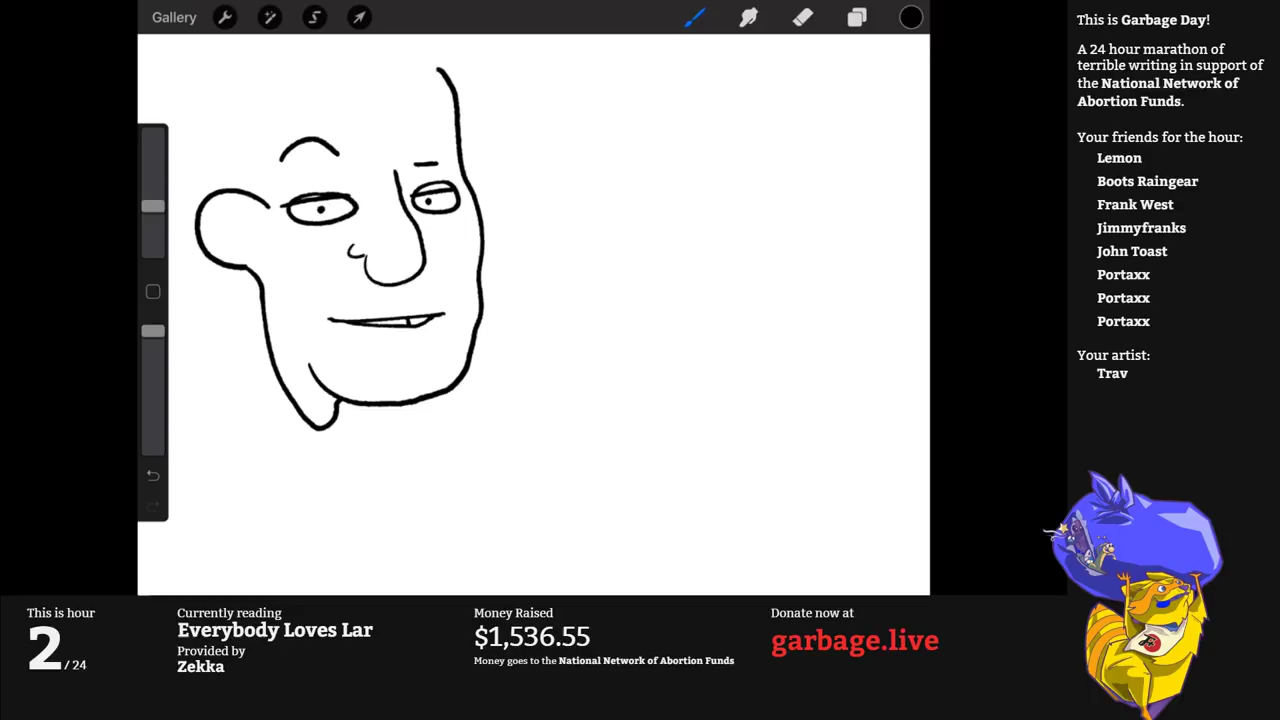 Gallery
This is Garbage Day!
A 24 hour marathon of
terrible writing in support of
the National Network of
Abortion Funds.
Your friends for the hour:
Lemon
Boots Raingear
Frank West
Jimmyfranks
John Toast
Portaxx
Portaxx
Portaxx
Your artist:
Trav
This is hour
2 / 24
Currently reading
Everybody Loves Lar
Provided by
Zekka
Money Raised
$1,536.55
Money goes to the National Network of Abortion Funds
Donate now at
garbage.live